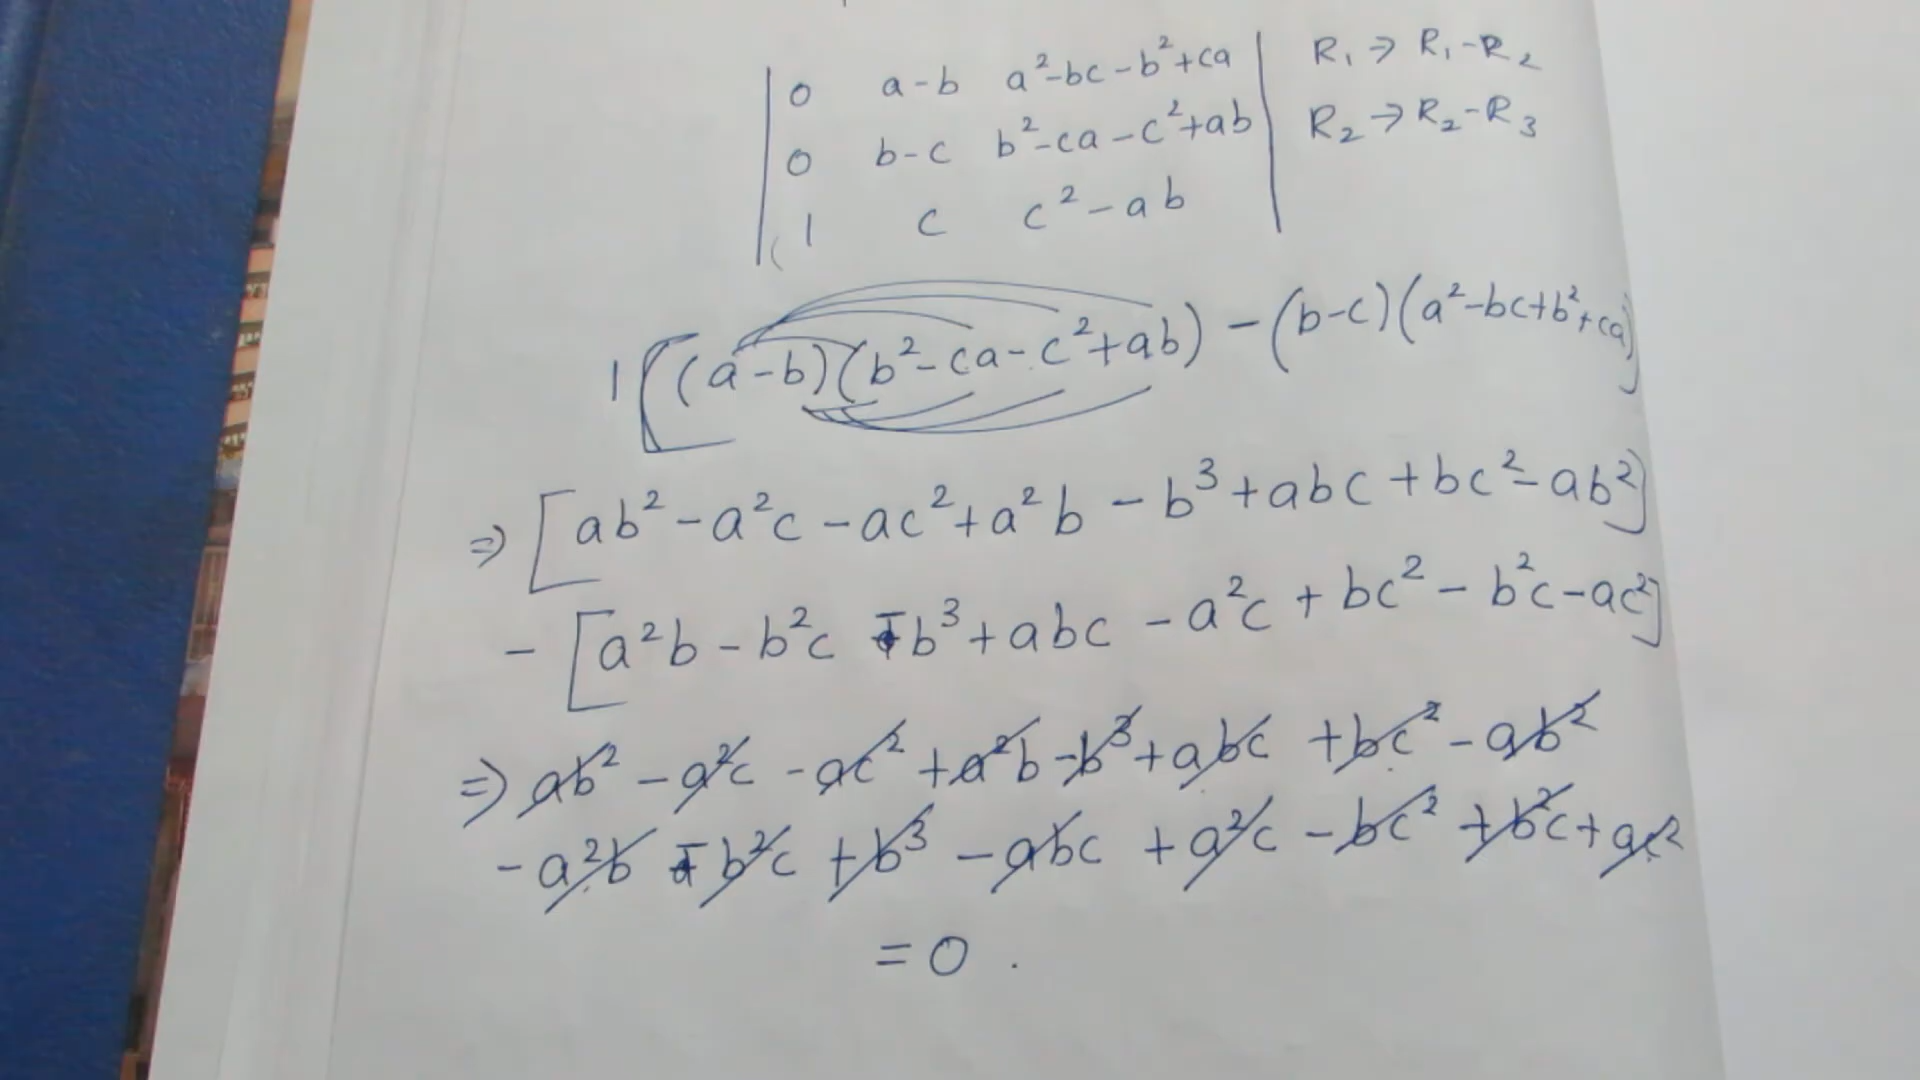 0 a-b a²-bc-b²+ca R₁ → R₁-R₂
0 b-c b²-ca-c²+ab R₂ → R₂-R₃
1 c c²-ab
1[(a-b)(b²-ca-c²+ab) - (b-c)(a²-bc+b²+ca)]
⇒ [ab²-a²c-ac²+a²b-b³+abc+bc²-ab²]
- [a²b-b²c-b³+abc-a²c+bc²-b²c-ac²]
⇒ ab²-a²c-ac²+a²b-b³+abc+bc²-ab²
-a²b-b²c+b³-abc+a²c-bc²+b²c+ac²
= 0.